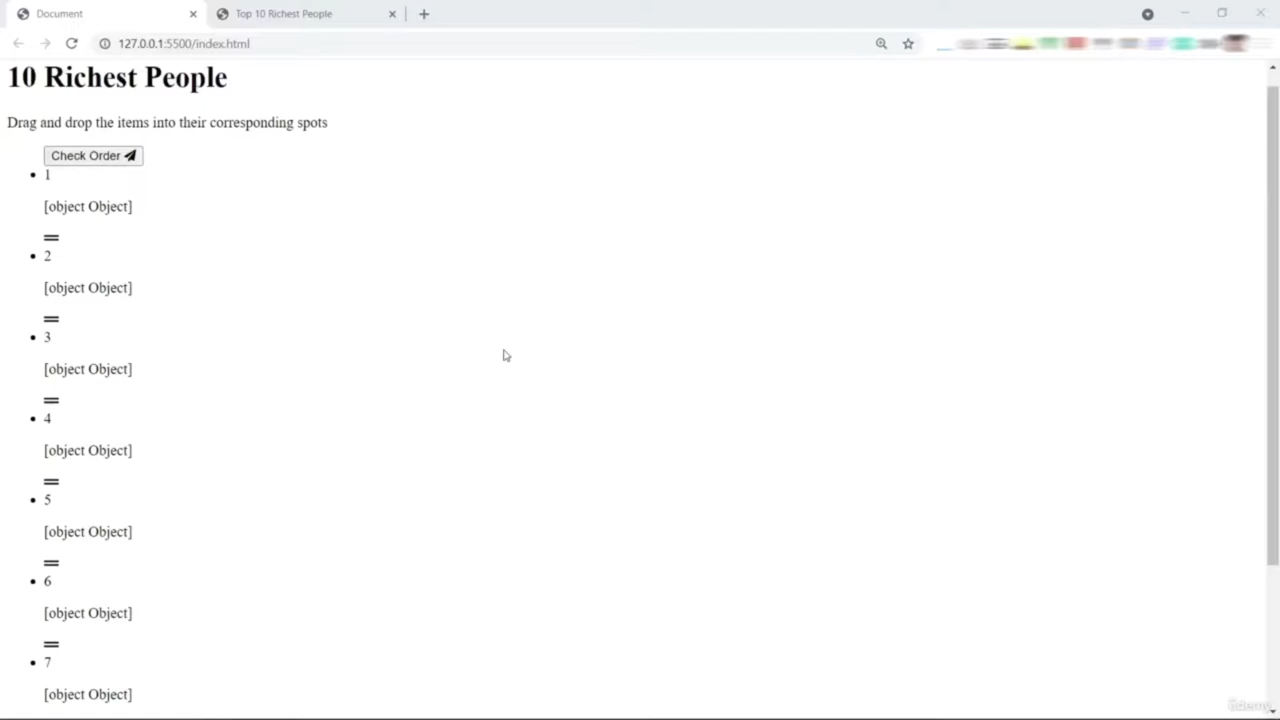 Document
Top 10 Richest People
127.0.0.1:5500/index.html
10 Richest People
Drag and drop the items into their corresponding spots
Check Order
1
[object Object]
2
[object Object]
3
[object Object]
4
[object Object]
5
[object Object]
6
[object Object]
7
[object Object]
ûdemy